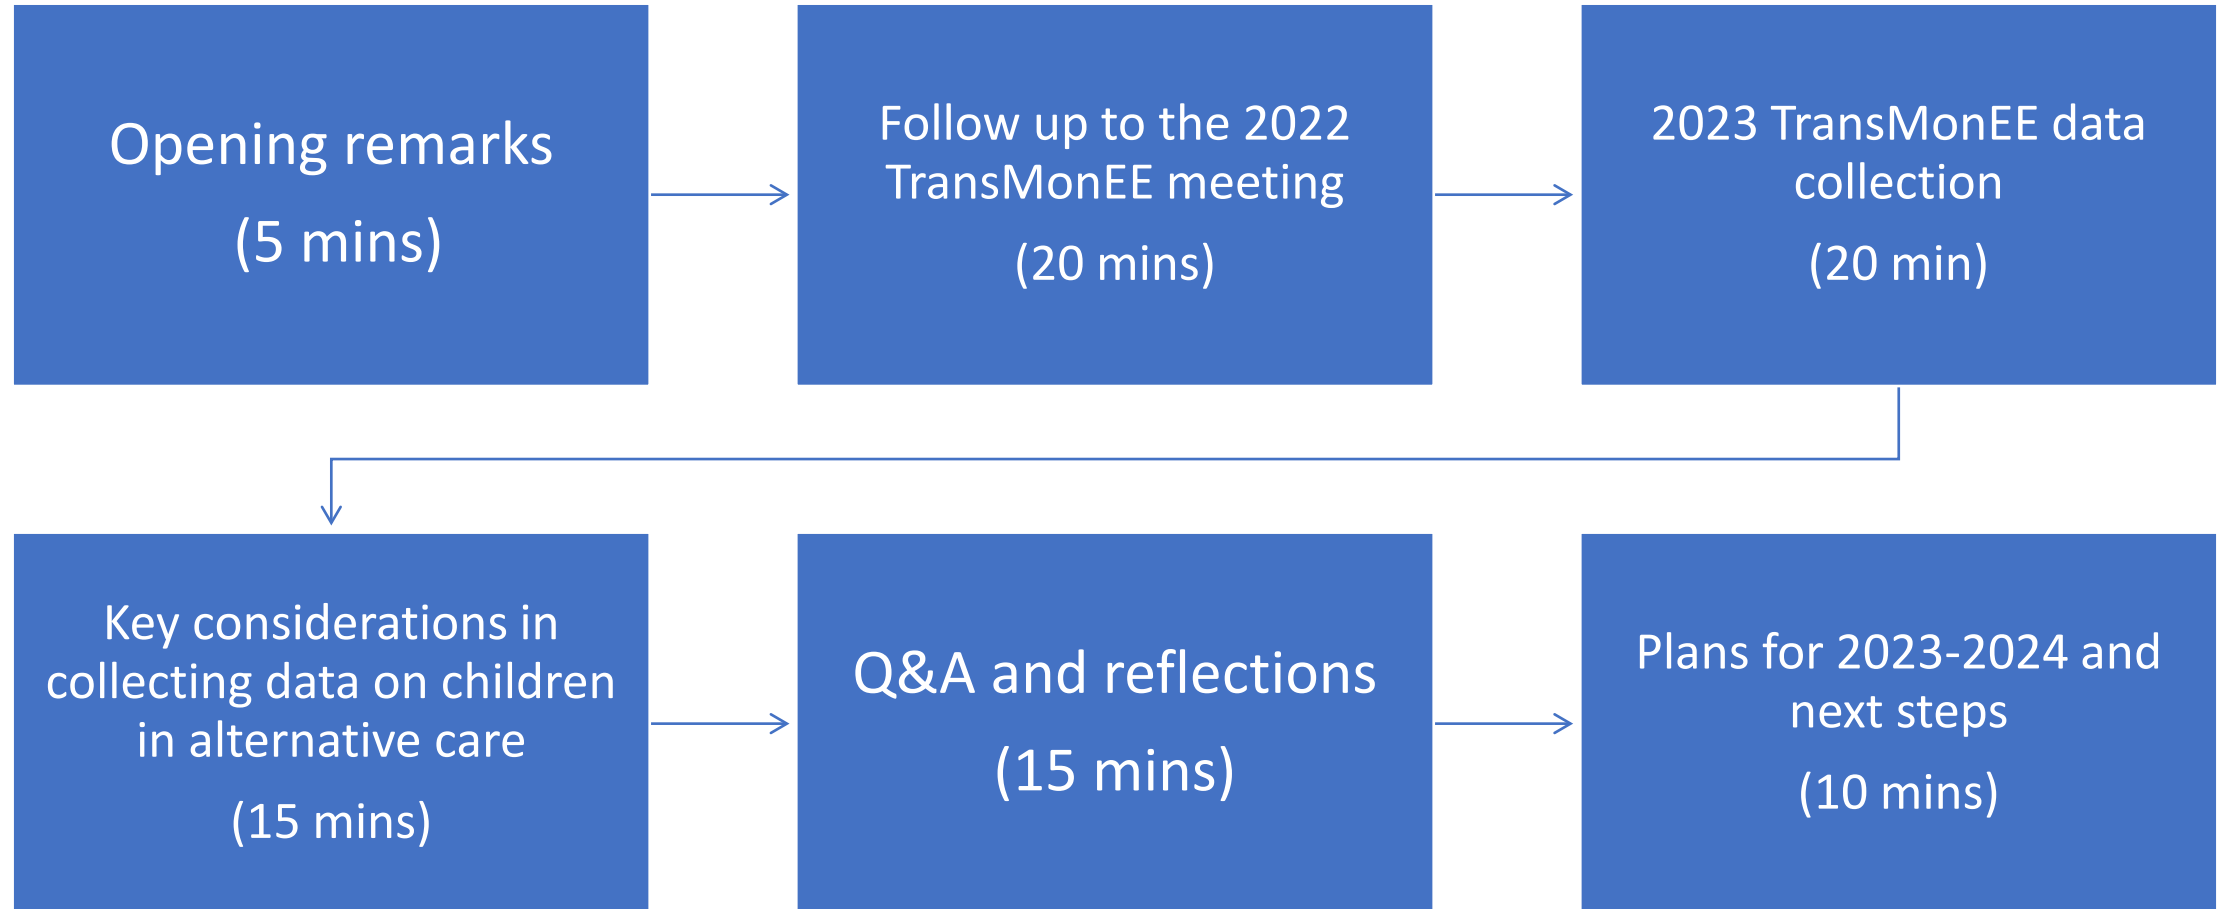 Opening remarks
(5 mins)
Follow up to the 2022
TransMonEE meeting
(20 mins)
2023 TransMonEE data
collection
(20 min)
Key considerations in
collecting data on children
in alternative care
(15 mins)
Q&A and reflections
(15 mins)
Plans for 2023-2024 and
next steps
(10 mins)